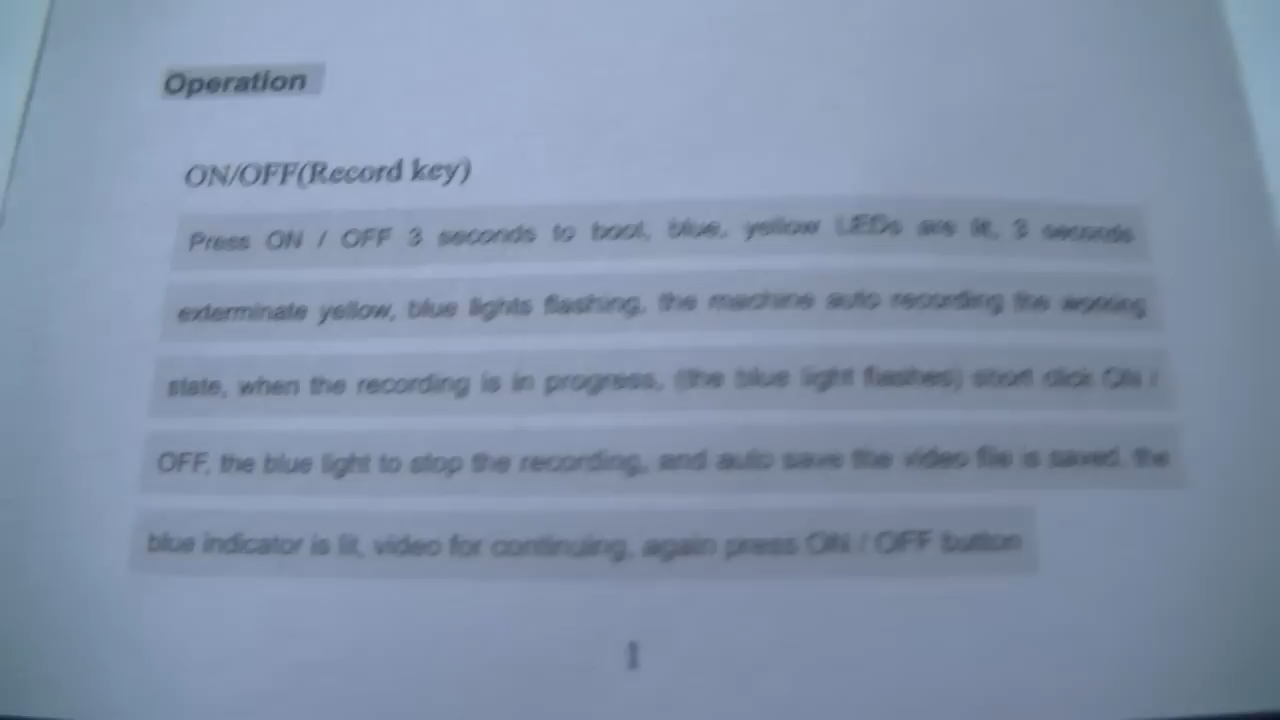 Operation
ON/OFF(Record key)
Press ON / OFF 3 seconds to boot, blue, yellow LEDs are lit, 3 seconds
exterminate yellow, blue lights flashing, the machine auto recording the working
state, when the recording is in progress, (the blue light flashes) short click ON /
OFF, the blue light to stop the recording, and auto save the video file is saved, the
blue indicator is lit, video for continuing, again press ON / OFF button
1